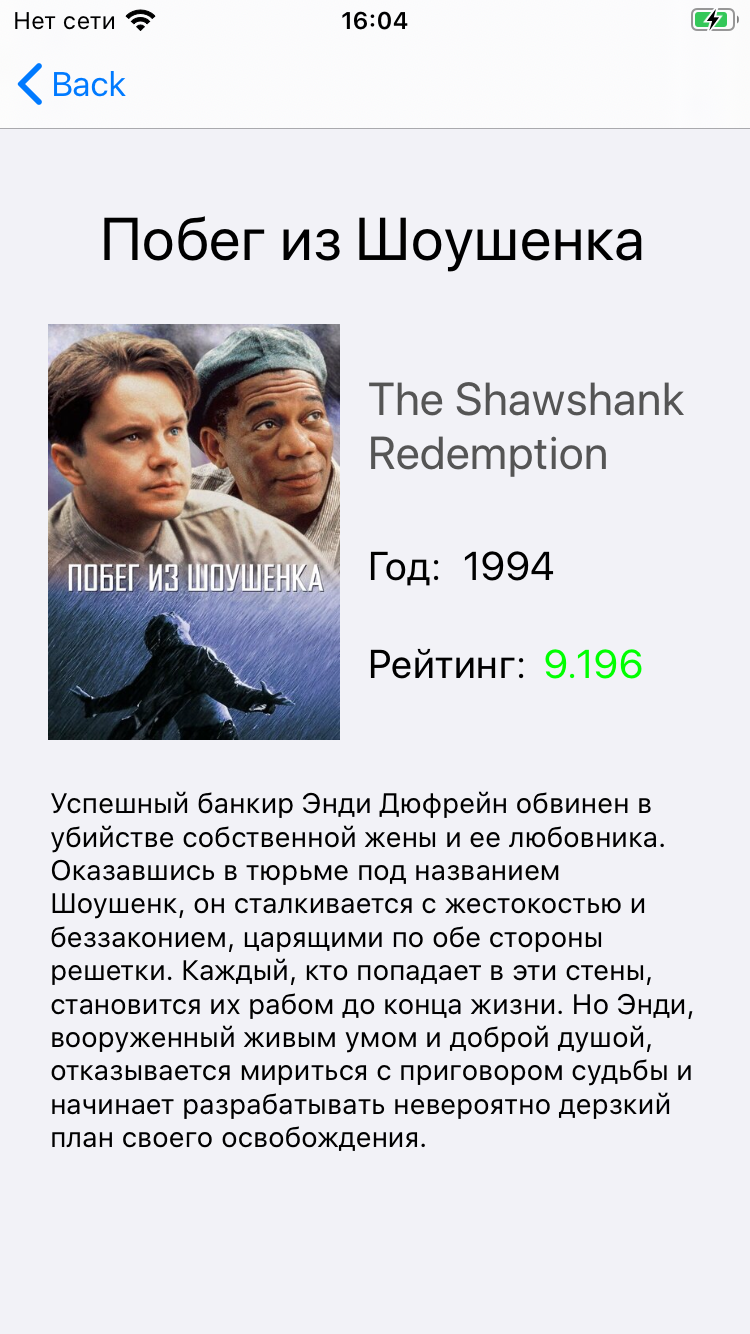 Нет сети
16:04
Back
Побег из Шоушенка
The Shawshank
Redemption
ПОБЕГ ИЗ ШОУШЕНКА
Год: 1994
Рейтинг: 9.196
Успешный банкир Энди Дюфрейн обвинен в
убийстве собственной жены и ее любовника.
Оказавшись в тюрьме под названием
Шоушенк, он сталкивается с жестокостью и
беззаконием, царящими по обе стороны
решетки. Каждый, кто попадает в эти стены,
становится их рабом до конца жизни. Но Энди,
вооруженный живым умом и доброй душой,
отказывается мириться с приговором судьбы и
начинает разрабатывать невероятно дерзкий
план своего освобождения.